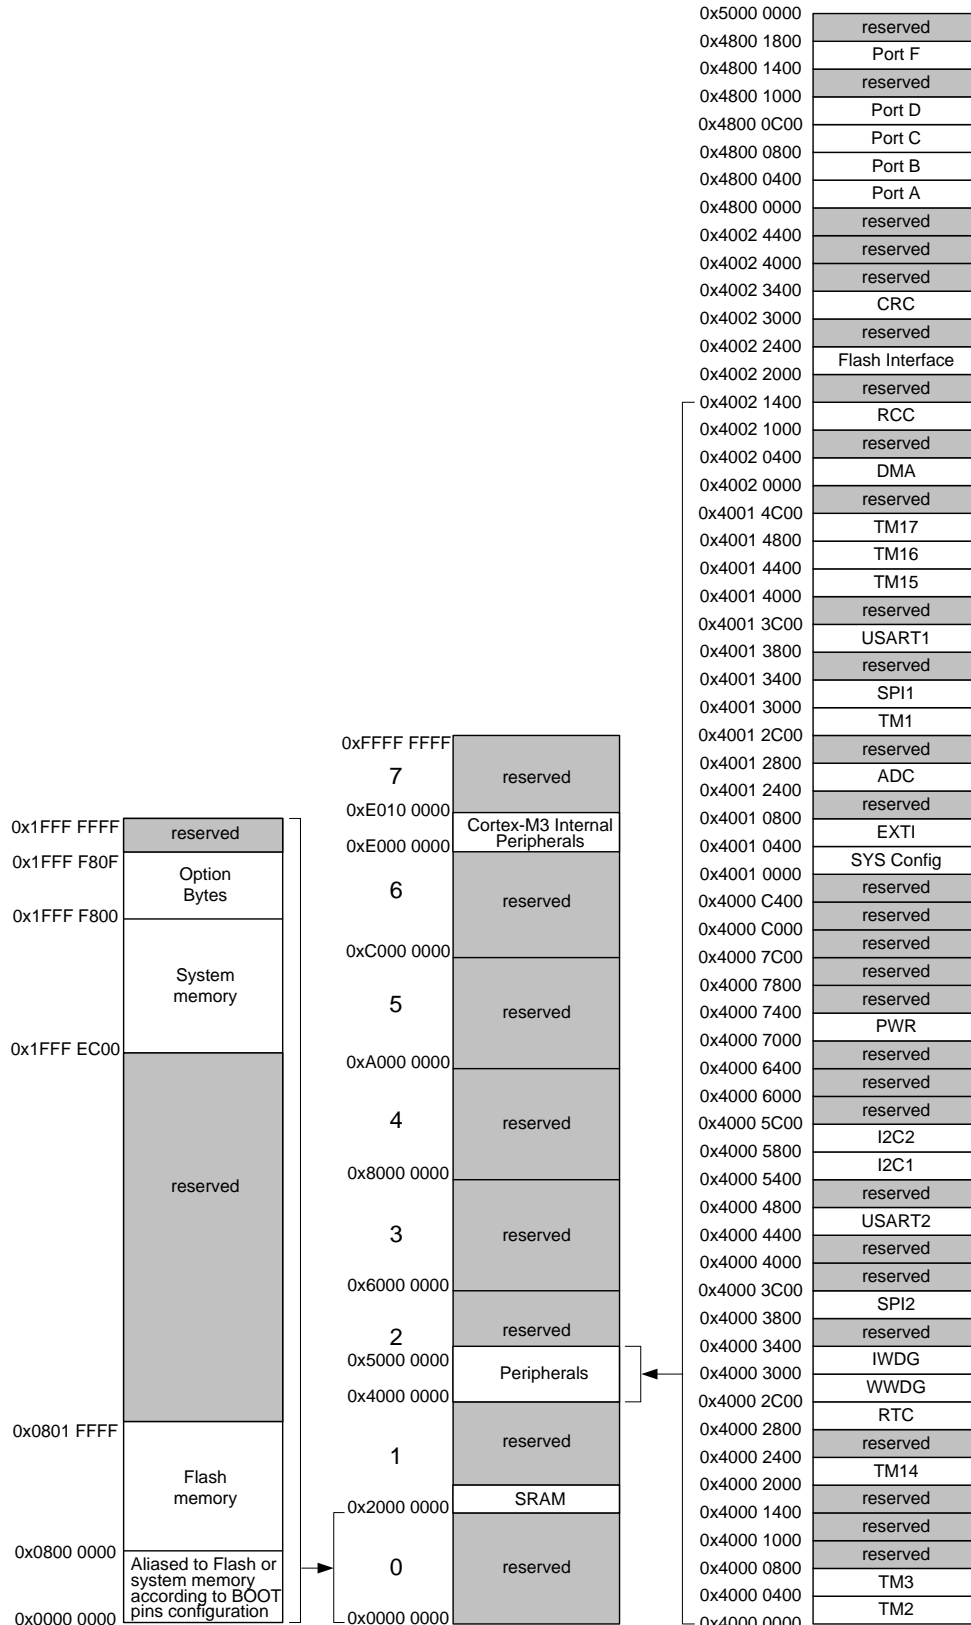 0x1FFF FFFF
reserved
0x1FFF F80F
Option
Bytes
0x1FFF F800
System
memory
0x1FFF EC00
reserved
0x0801 FFFF
Flash
memory
0x0800 0000
Aliased to Flash or
system memory
according to BOOT
pins configuration
0x0000 0000
0xFFFF FFFF
7
reserved
0xE010 0000
Cortex-M3 Internal
Peripherals
0xE000 0000
6
reserved
0xC000 0000
5
reserved
0xA000 0000
4
reserved
0x8000 0000
3
reserved
0x6000 0000
2
reserved
0x5000 0000
Peripherals
0x4000 0000
1
reserved
SRAM
0x2000 0000
0
reserved
0x0000 0000
0x5000 0000
reserved
0x4800 1800
Port F
0x4800 1400
reserved
0x4800 1000
Port D
0x4800 0C00
Port C
0x4800 0800
Port B
0x4800 0400
Port A
0x4800 0000
reserved
0x4002 4400
reserved
0x4002 4000
reserved
0x4002 3400
CRC
0x4002 3000
reserved
0x4002 2400
Flash Interface
0x4002 2000
reserved
0x4002 1400
RCC
0x4002 1000
reserved
0x4002 0400
DMA
0x4002 0000
reserved
0x4001 4C00
TM17
0x4001 4800
TM16
0x4001 4400
TM15
0x4001 4000
reserved
0x4001 3C00
USART1
0x4001 3800
reserved
0x4001 3400
SPI1
0x4001 3000
TM1
0x4001 2C00
reserved
0x4001 2800
ADC
0x4001 2400
reserved
0x4001 0800
EXTI
0x4001 0400
SYS Config
0x4001 0000
reserved
0x4000 C400
reserved
0x4000 C000
reserved
0x4000 7C00
reserved
0x4000 7800
reserved
0x4000 7400
PWR
0x4000 7000
reserved
0x4000 6400
reserved
0x4000 6000
reserved
0x4000 5C00
I2C2
0x4000 5800
I2C1
0x4000 5400
reserved
0x4000 4800
USART2
0x4000 4400
reserved
0x4000 4000
reserved
0x4000 3C00
SPI2
0x4000 3800
reserved
0x4000 3400
IWDG
0x4000 3000
WWDG
0x4000 2C00
RTC
0x4000 2800
reserved
0x4000 2400
TM14
0x4000 2000
reserved
0x4000 1400
reserved
0x4000 1000
reserved
0x4000 0800
TM3
0x4000 0400
TM2
0x4000 0000